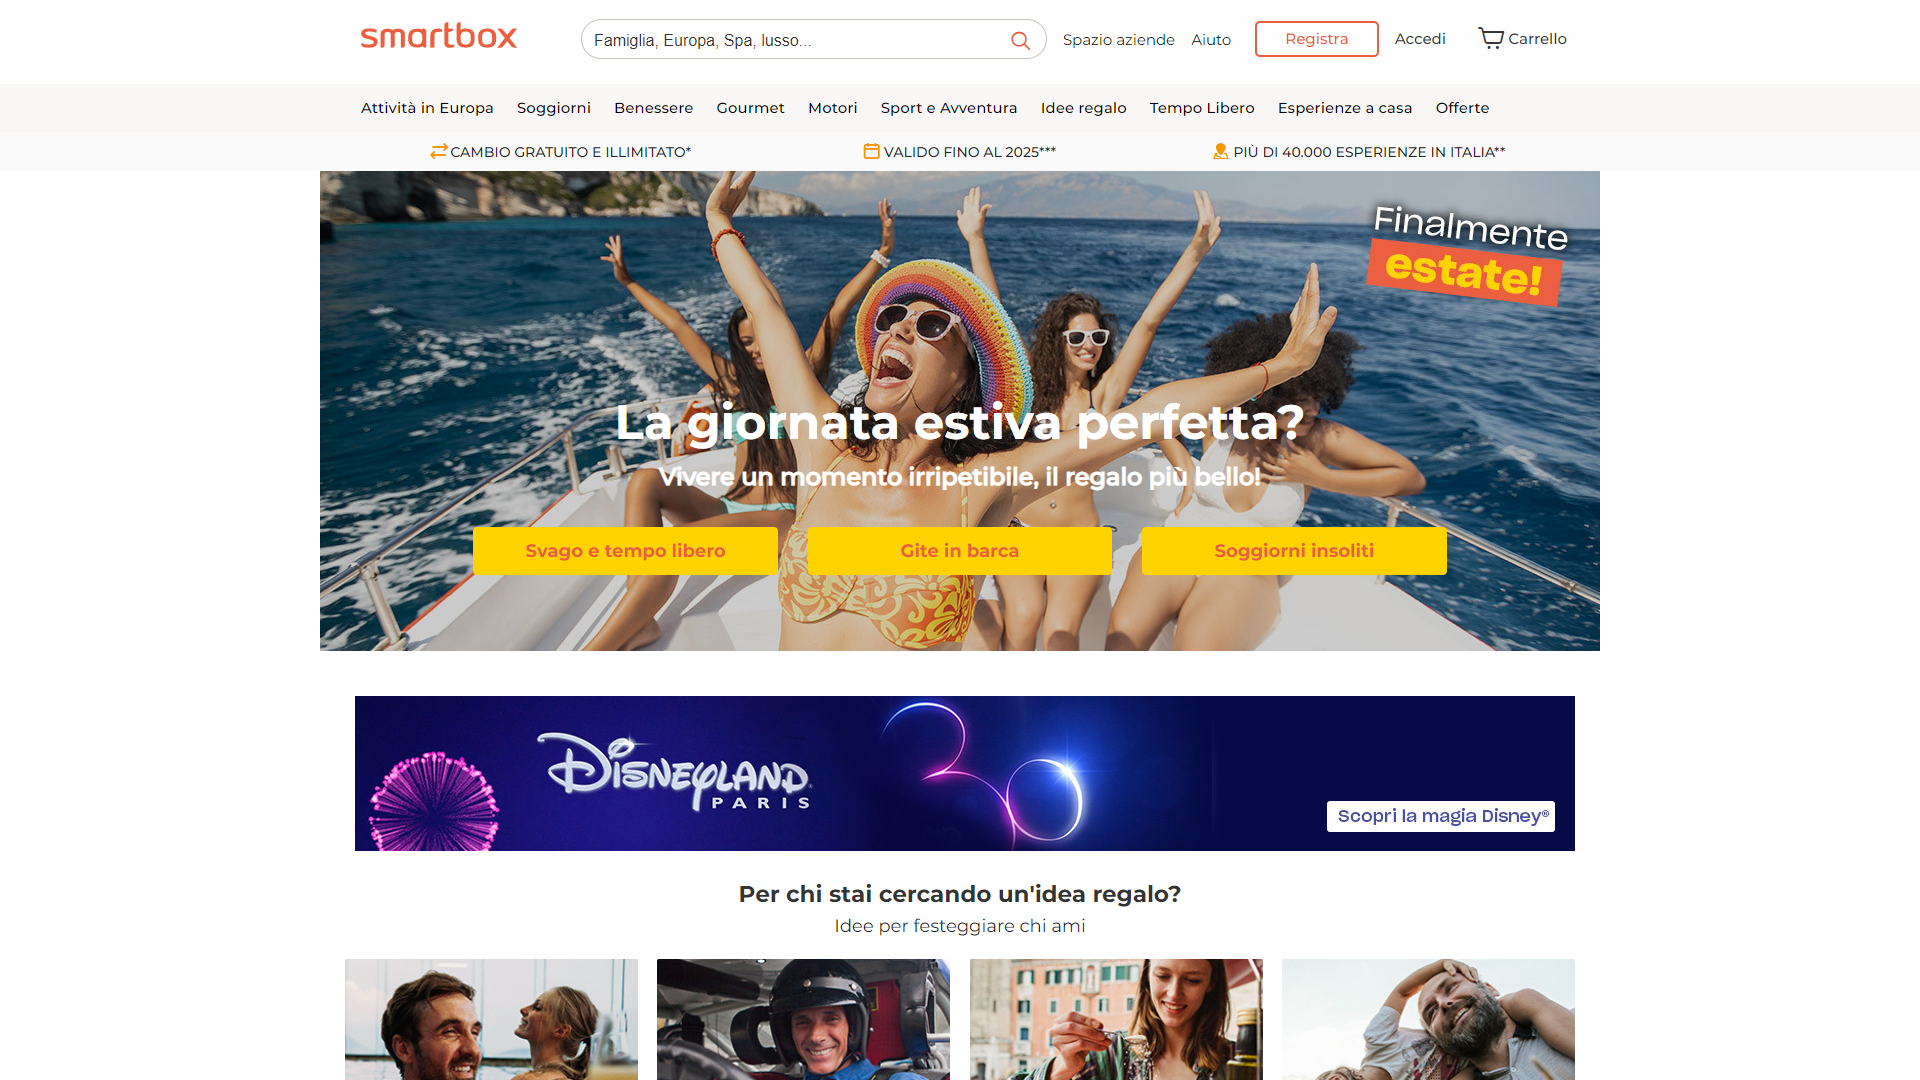 smartbox
Famiglia, Europa, Spa, lusso...
Spazio aziende
Aiuto
Registra
Accedi
Carrello
Attività in Europa
Soggiorni
Benessere
Gourmet
Motori
Sport e Avventura
Idee regalo
Tempo Libero
Esperienze a casa
Offerte
CAMBIO GRATUITO E ILLIMITATO*
VALIDO FINO AL 2025***
PIÙ DI 40.000 ESPERIENZE IN ITALIA**
Finalmente
estate!
La giornata estiva perfetta?
Vivere un momento irripetibile, il regalo più bello!
Svago e tempo libero
Gite in barca
Soggiorni insoliti
Disneyland
PARIS
30
Scopri la magia Disney®
Per chi stai cercando un'idea regalo?
Idee per festeggiare chi ami